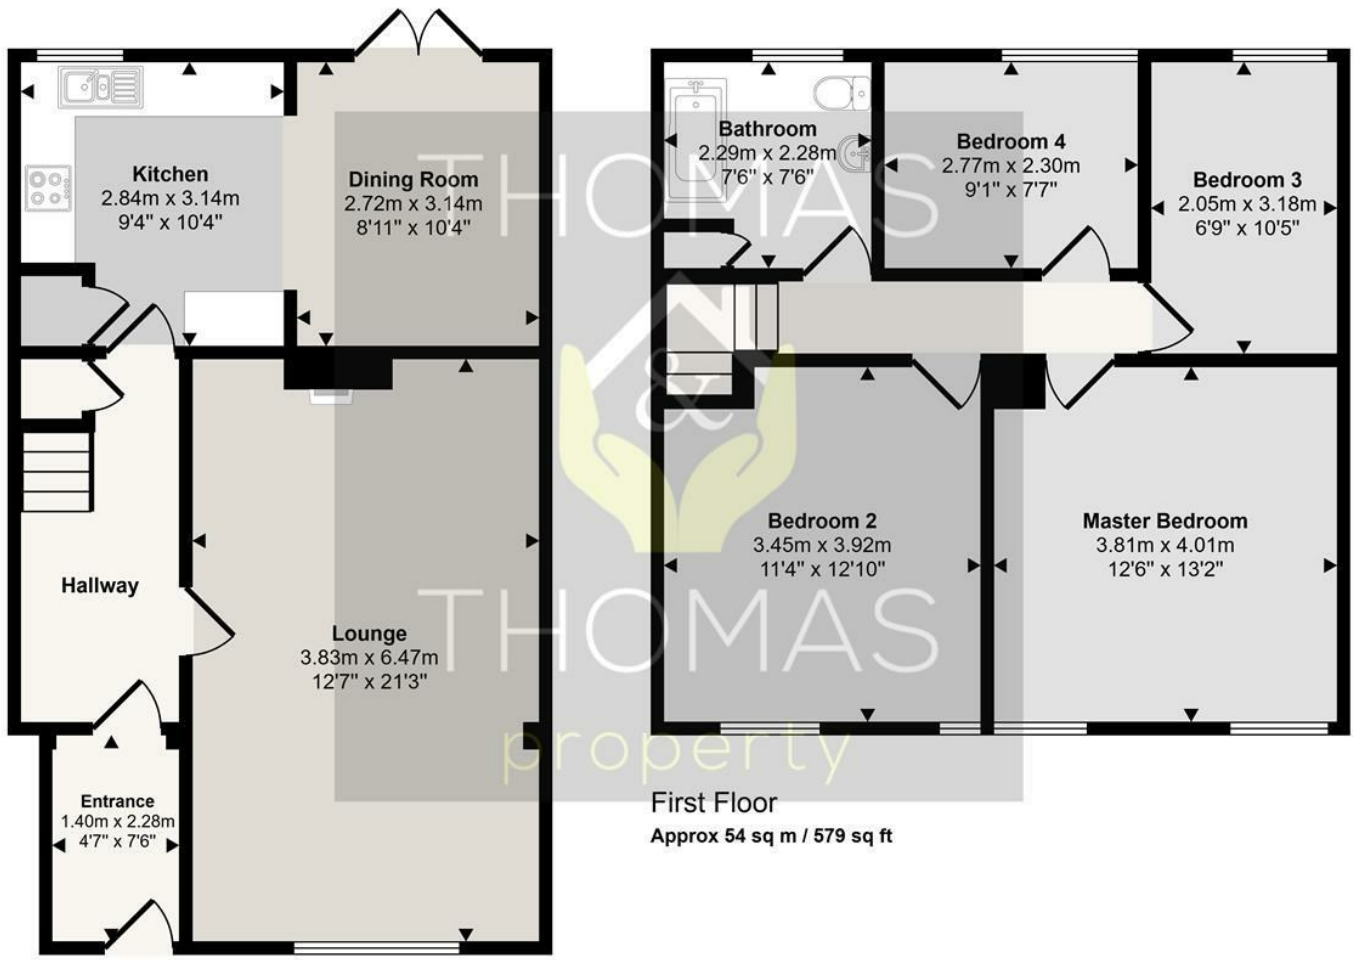 Kitchen
2.84m x 3.14m
9'4" x 10'4"
Dining Room
2.72m x 3.14m
8'11" x 10'4"
Hallway
Lounge
3.83m x 6.47m
12'7" x 21'3"
Entrance
1.40m x 2.28m
4'7" x 7'6"
Bathroom
2.29m x 2.28m
7'6" x 7'6"
Bedroom 4
2.77m x 2.30m
9'1" x 7'7"
Bedroom 3
2.05m x 3.18m
6'9" x 10'5"
Bedroom 2
3.45m x 3.92m
11'4" x 12'10"
Master Bedroom
3.81m x 4.01m
12'6" x 13'2"
First Floor
Approx 54 sq m / 579 sq ft
THOMAS
&
THOMAS
property